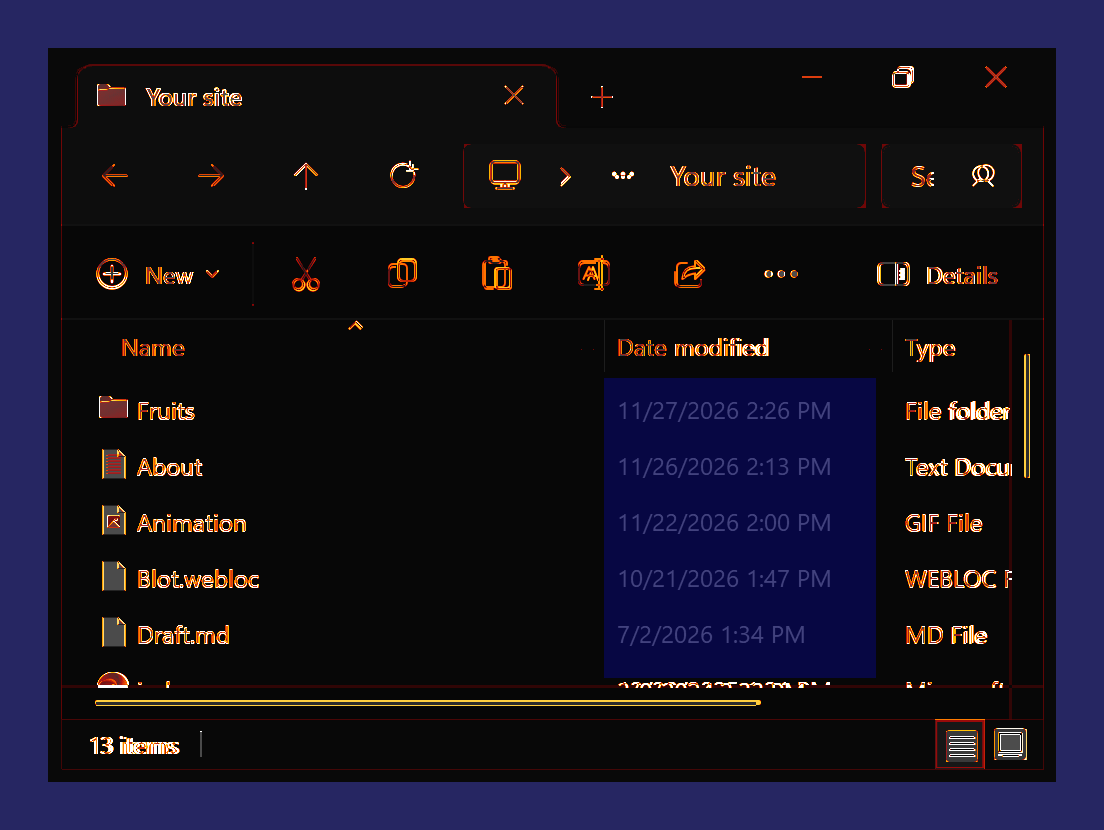 Your site
Your site
New
Details
Name Date modified Type
Fruits 11/27/2026 2:26 PM File folder
About 11/26/2026 2:13 PM Text Docu
Animation 11/22/2026 2:00 PM GIF File
Blot.webloc 10/21/2026 1:47 PM WEBLOC F
Draft.md 7/2/2026 1:34 PM MD File
13 items